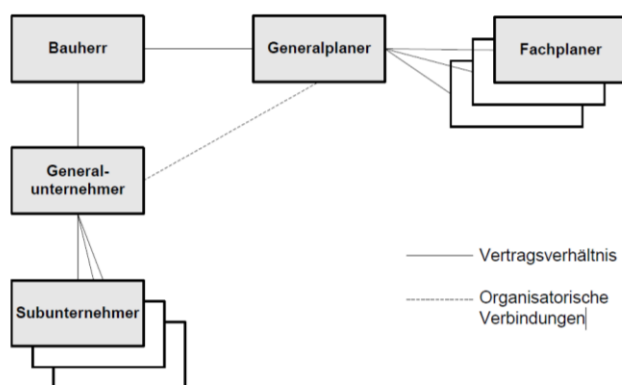 Bauherr
Generalplaner
Fachplaner
General-
unternehmer
Subunternehmer
Vertragsverhältnis
Organisatorische
Verbindungen